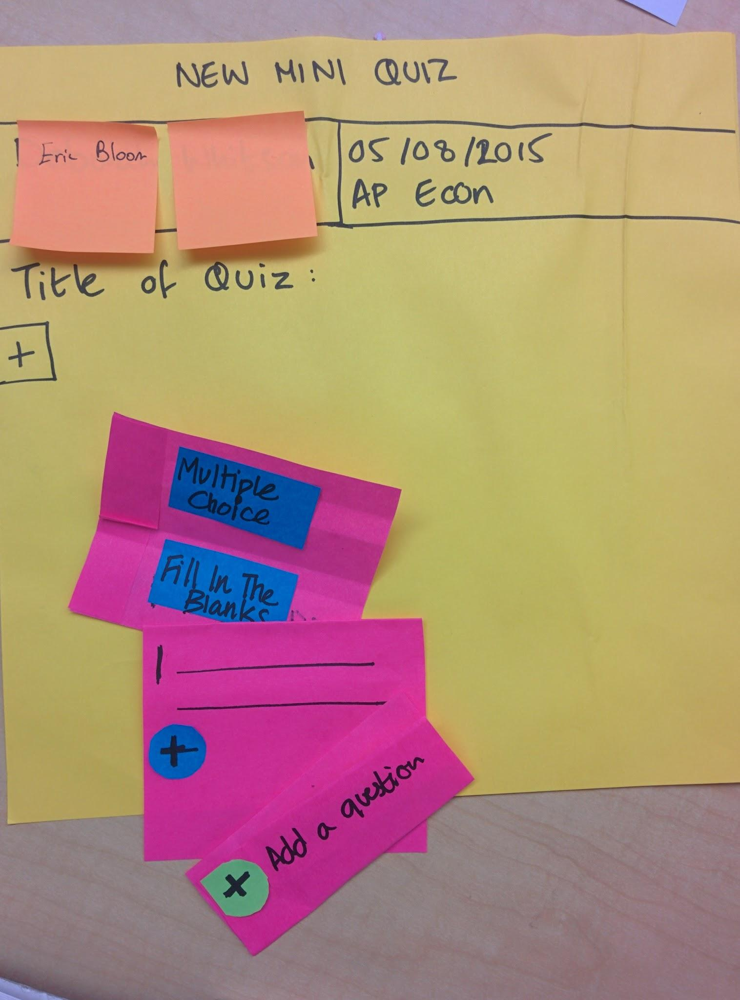 NEW MINI QUIZ
Eric Bloom
05/08/2015
AP Econ
Title of Quiz:
+
Multiple
Choice
Fill In The
Blanks
1
+
+ Add a question